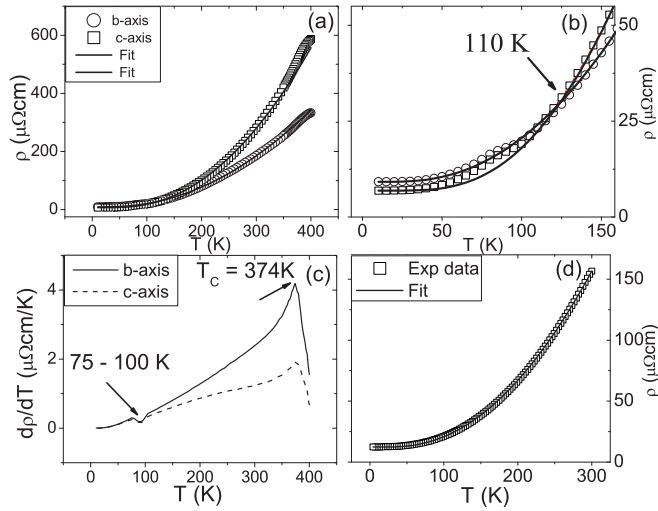 (a)
b-axis
c-axis
Fit
Fit
600
400
200
0
ρ (μΩcm)
0 100 200 300 400
T (K)
(b)
110 K
50
25
0
ρ (μΩcm)
0 50 100 150
T (K)
(c)
b-axis
c-axis
T_C = 374K
75 - 100 K
4
2
0
dρ/dT (μΩcm/K)
0 100 200 300 400
T (K)
(d)
Exp data
Fit
150
100
50
0
ρ (μΩcm)
0 100 200 300
T (K)